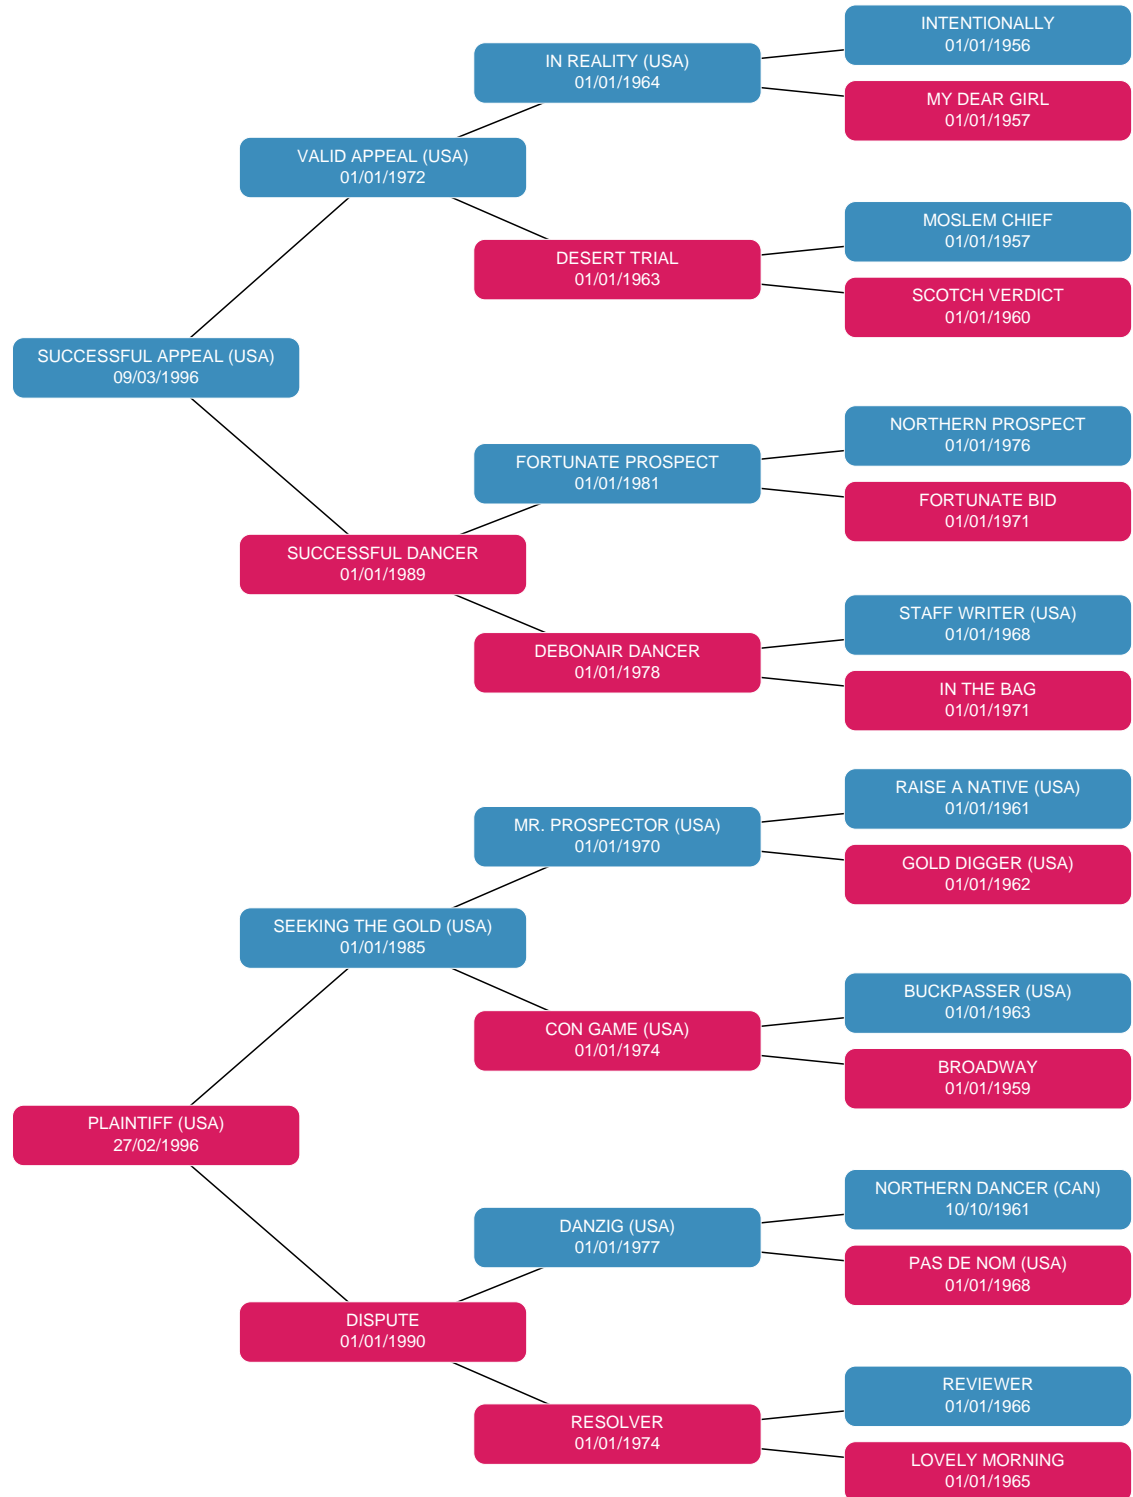 INTENTIONALLY
01/01/1956
IN REALITY (USA)
01/01/1964
MY DEAR GIRL
01/01/1957
VALID APPEAL (USA)
01/01/1972
MOSLEM CHIEF
01/01/1957
DESERT TRIAL
01/01/1963
SCOTCH VERDICT
01/01/1960
SUCCESSFUL APPEAL (USA)
09/03/1996
NORTHERN PROSPECT
01/01/1976
FORTUNATE PROSPECT
01/01/1981
FORTUNATE BID
01/01/1971
SUCCESSFUL DANCER
01/01/1989
STAFF WRITER (USA)
01/01/1968
DEBONAIR DANCER
01/01/1978
IN THE BAG
01/01/1971
RAISE A NATIVE (USA)
01/01/1961
MR. PROSPECTOR (USA)
01/01/1970
GOLD DIGGER (USA)
01/01/1962
SEEKING THE GOLD (USA)
01/01/1985
BUCKPASSER (USA)
01/01/1963
CON GAME (USA)
01/01/1974
BROADWAY
01/01/1959
PLAINTIFF (USA)
27/02/1996
NORTHERN DANCER (CAN)
10/10/1961
DANZIG (USA)
01/01/1977
PAS DE NOM (USA)
01/01/1968
DISPUTE
01/01/1990
REVIEWER
01/01/1966
RESOLVER
01/01/1974
LOVELY MORNING
01/01/1965